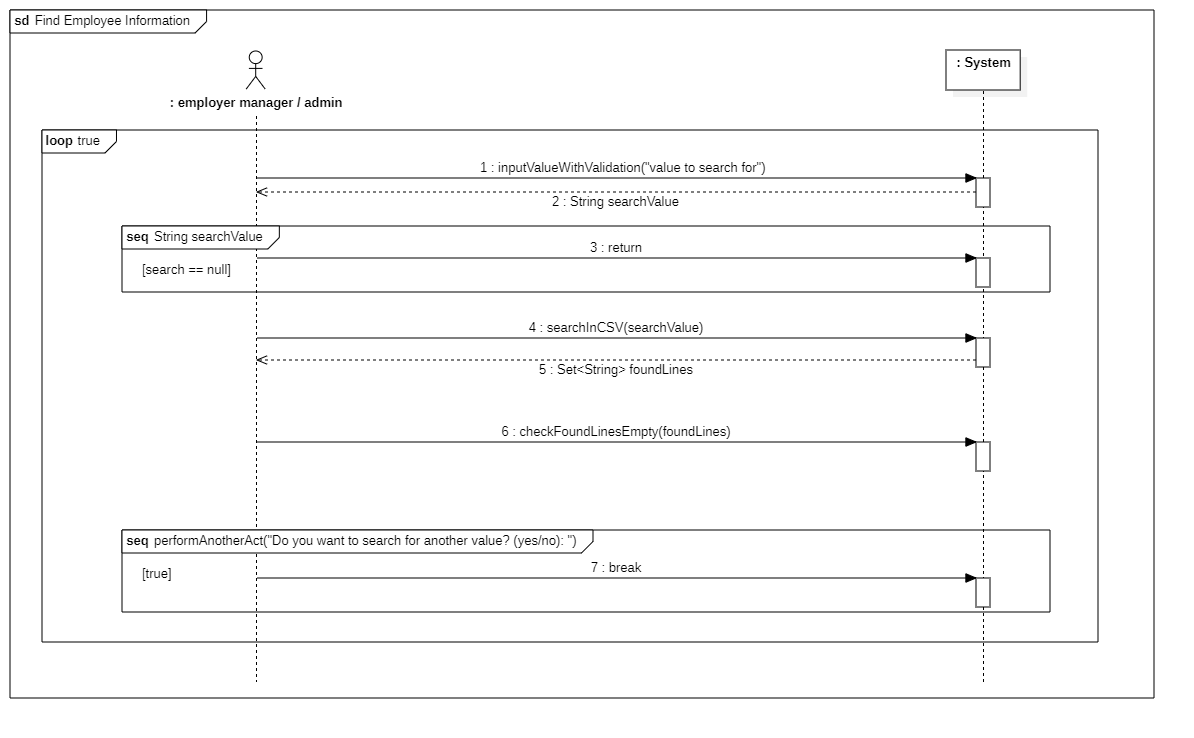 sd Find Employee Information
: employer manager / admin
: System
loop true
1 : inputValueWithValidation("value to search for")
2 : String searchValue
seq String searchValue
3 : return
[search == null]
4 : searchInCSV(searchValue)
5 : Set<String> foundLines
6 : checkFoundLinesEmpty(foundLines)
seq performAnotherAct("Do you want to search for another value? (yes/no): ")
7 : break
[true]